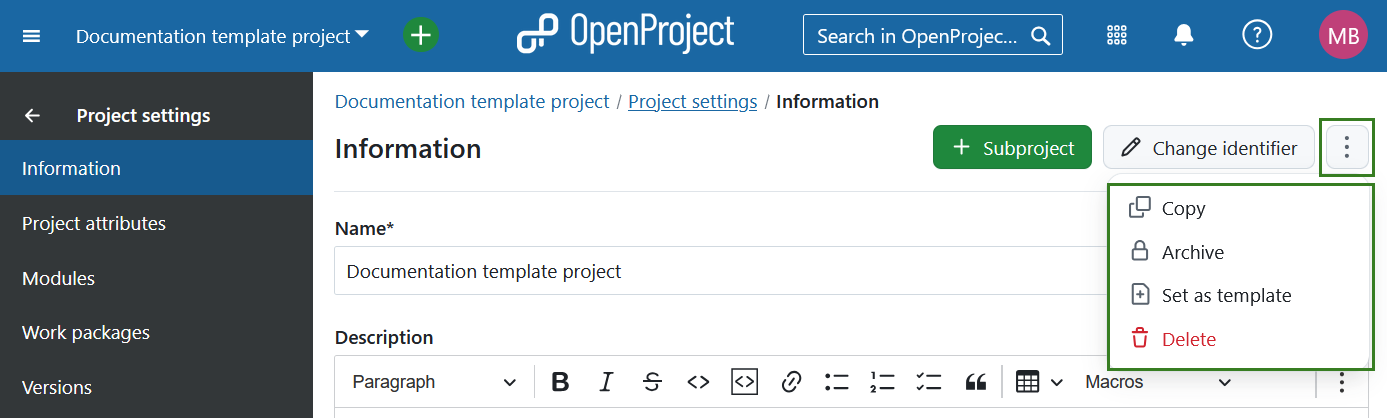 Documentation template project
OpenProject
Search in OpenProjec...
?
MB
Project settings
Information
Project attributes
Modules
Work packages
Versions
Documentation template project / Project settings / Information
Information
+ Subproject
Change identifier
Copy
Archive
Set as template
Delete
Name*
Documentation template project
Description
Paragraph
B
I
S
Macros